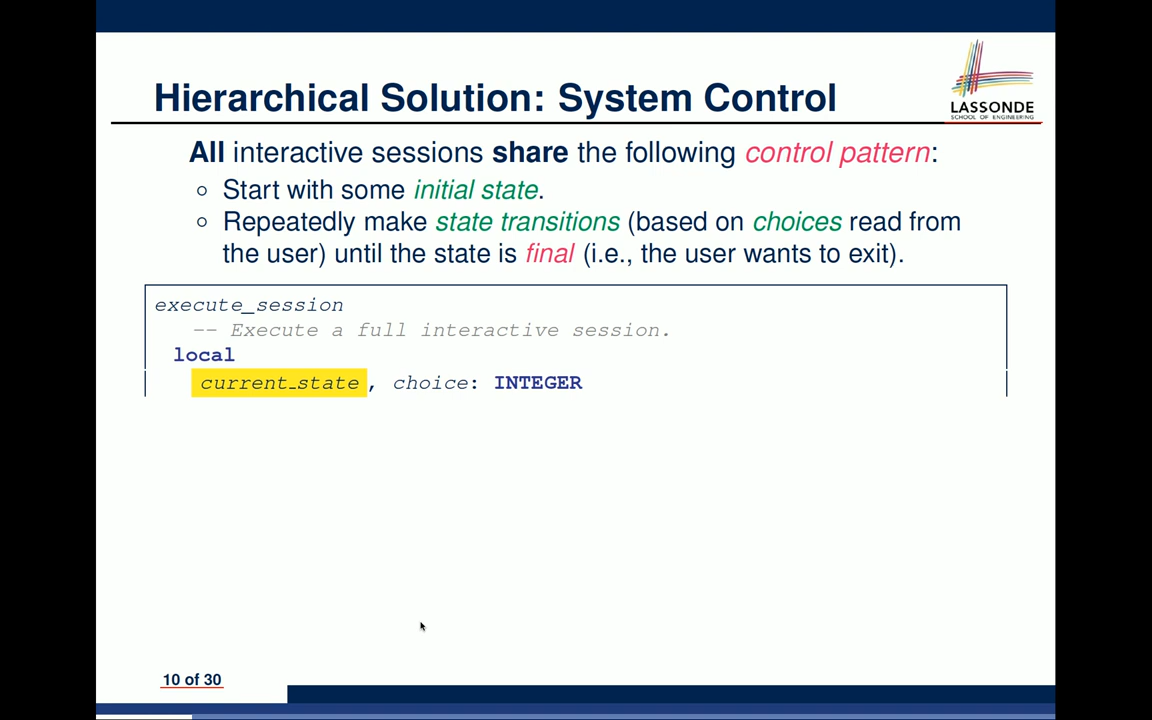 Hierarchical Solution: System Control
LASSONDE
SCHOOL OF ENGINEERING
All interactive sessions share the following control pattern:
○ Start with some initial state.
○ Repeatedly make state transitions (based on choices read from
the user) until the state is final (i.e., the user wants to exit).
execute_session
-- Execute a full interactive session.
local
current_state , choice: INTEGER
10 of 30